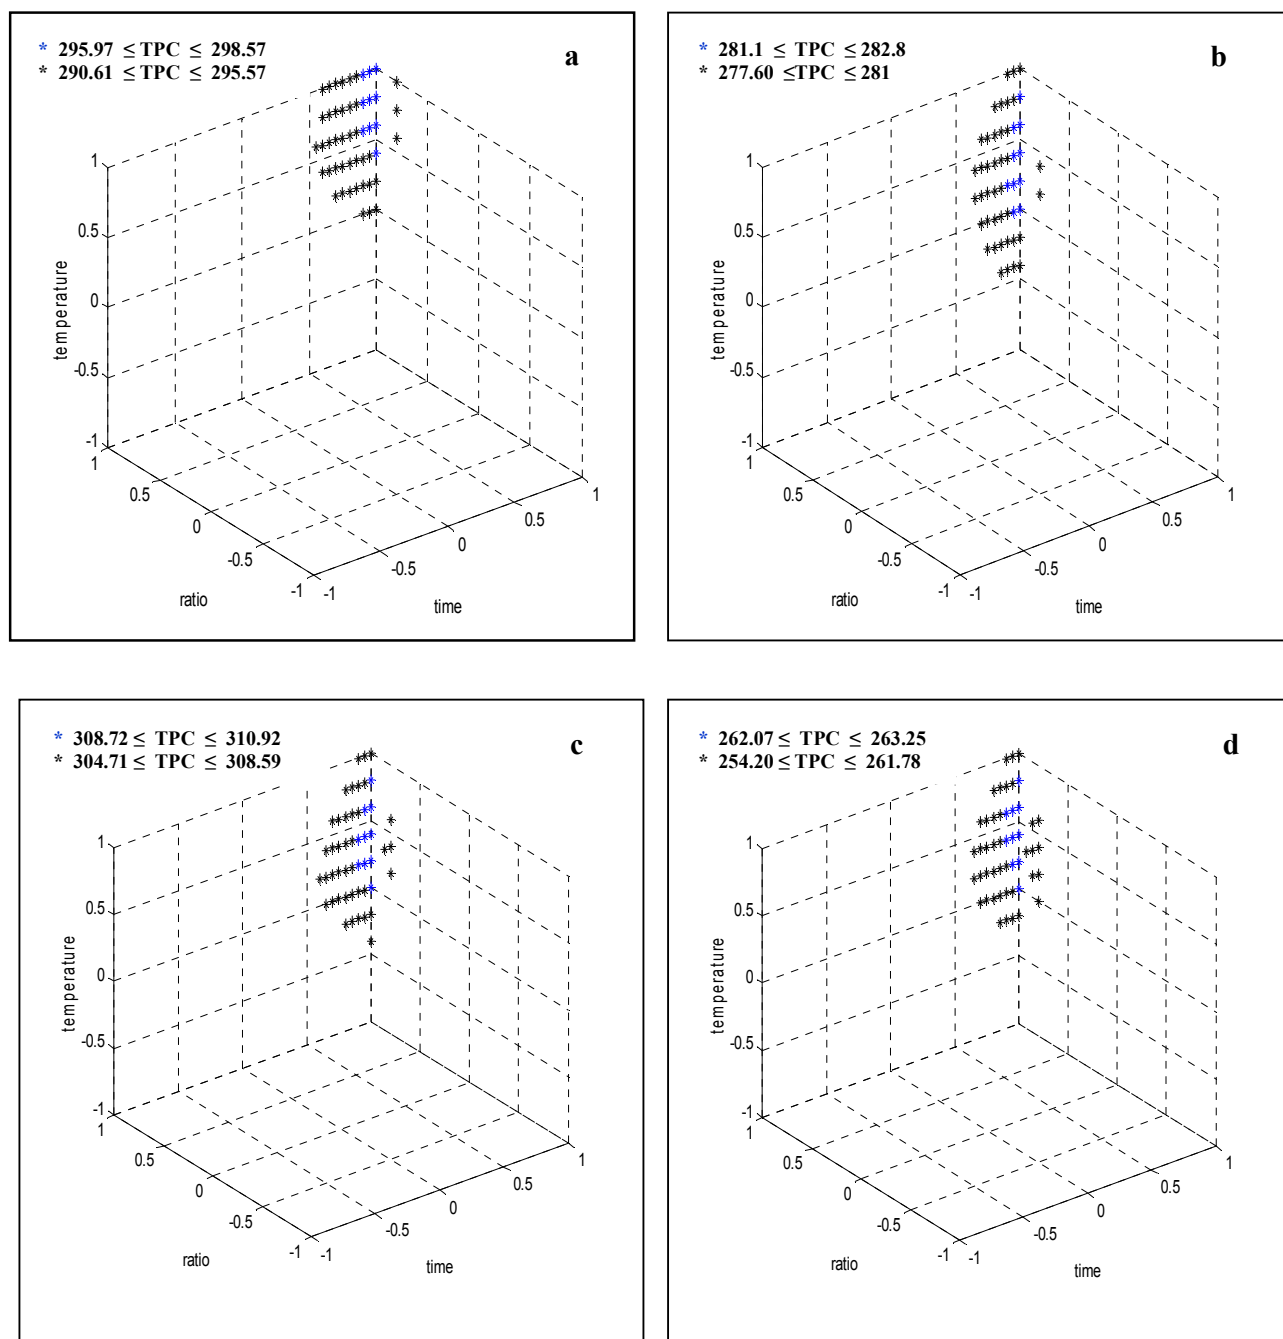 * 295.97 ≤ TPC ≤ 298.57
* 290.61 ≤ TPC ≤ 295.57
a
1
0.5
0
-0.5
-1
temperature
1
0.5
0
-0.5
-1
ratio
-1
-0.5
0
0.5
1
time
* 281.1 ≤ TPC ≤ 282.8
* 277.60 ≤TPC ≤ 281
b
1
0.5
0
-0.5
-1
temperature
1
0.5
0
-0.5
-1
ratio
-1
-0.5
0
0.5
1
time
* 308.72 ≤ TPC ≤ 310.92
* 304.71 ≤ TPC ≤ 308.59
c
1
0.5
0
-0.5
-1
temperature
1
0.5
0
-0.5
-1
ratio
-1
-0.5
0
0.5
1
time
* 262.07 ≤ TPC ≤ 263.25
* 254.20 ≤ TPC ≤ 261.78
d
1
0.5
0
-0.5
-1
temperature
1
0.5
0
-0.5
-1
ratio
-1
-0.5
0
0.5
1
time